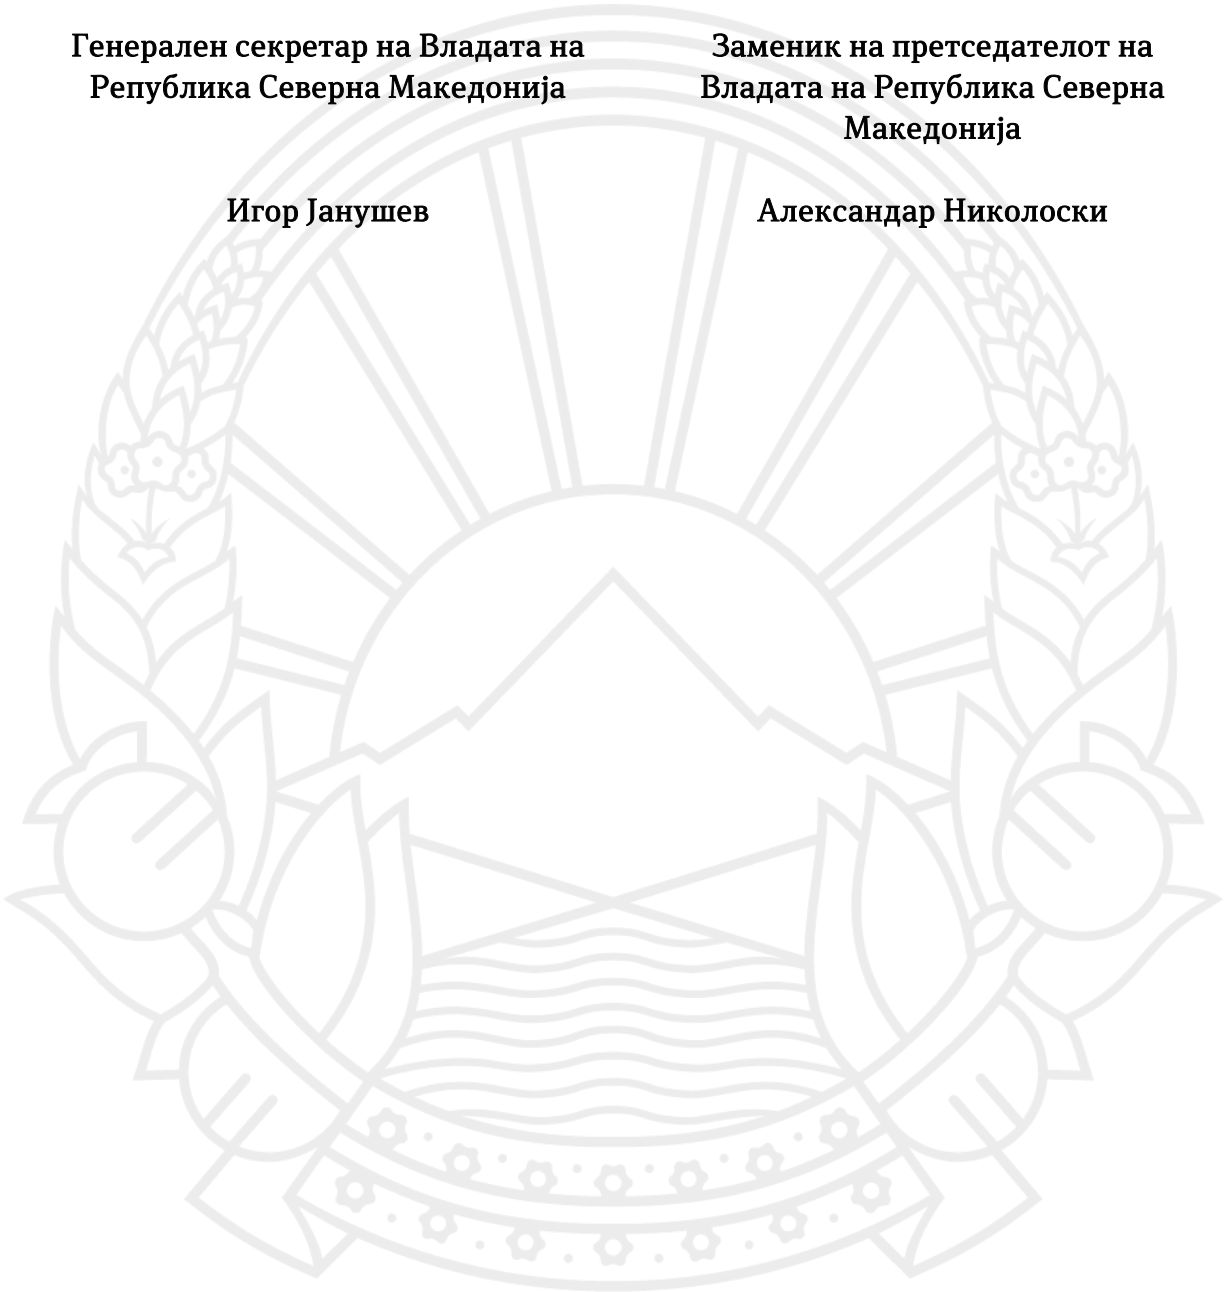 Генерален секретар на Владата на
Република Северна Македонија
Игор Јанушев
Заменик на претседателот на
Владата на Република Северна
Македонија
Александар Николоски